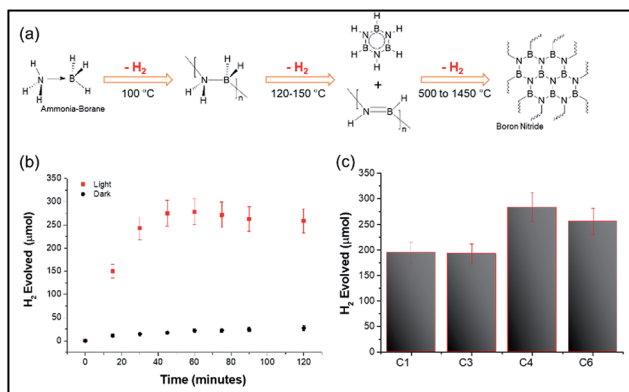 (a)
- H₂
- H₂
- H₂
100 °C
120-150 °C
500 to 1450 °C
Ammonia-Borane
Boron Nitride
H H H N B H H H
H H N B H H n
H H H H H H B N B N B N
+
H N B H n
B B B N N N N B B B B N N N N B B B
(b)
Light
Dark
H₂ Evolved (μmol)
350
300
250
200
150
100
50
0
0 20 40 60 80 100 120
Time (minutes)
(c)
H₂ Evolved (μmol)
350
300
250
200
150
100
50
0
C1 C3 C4 C6